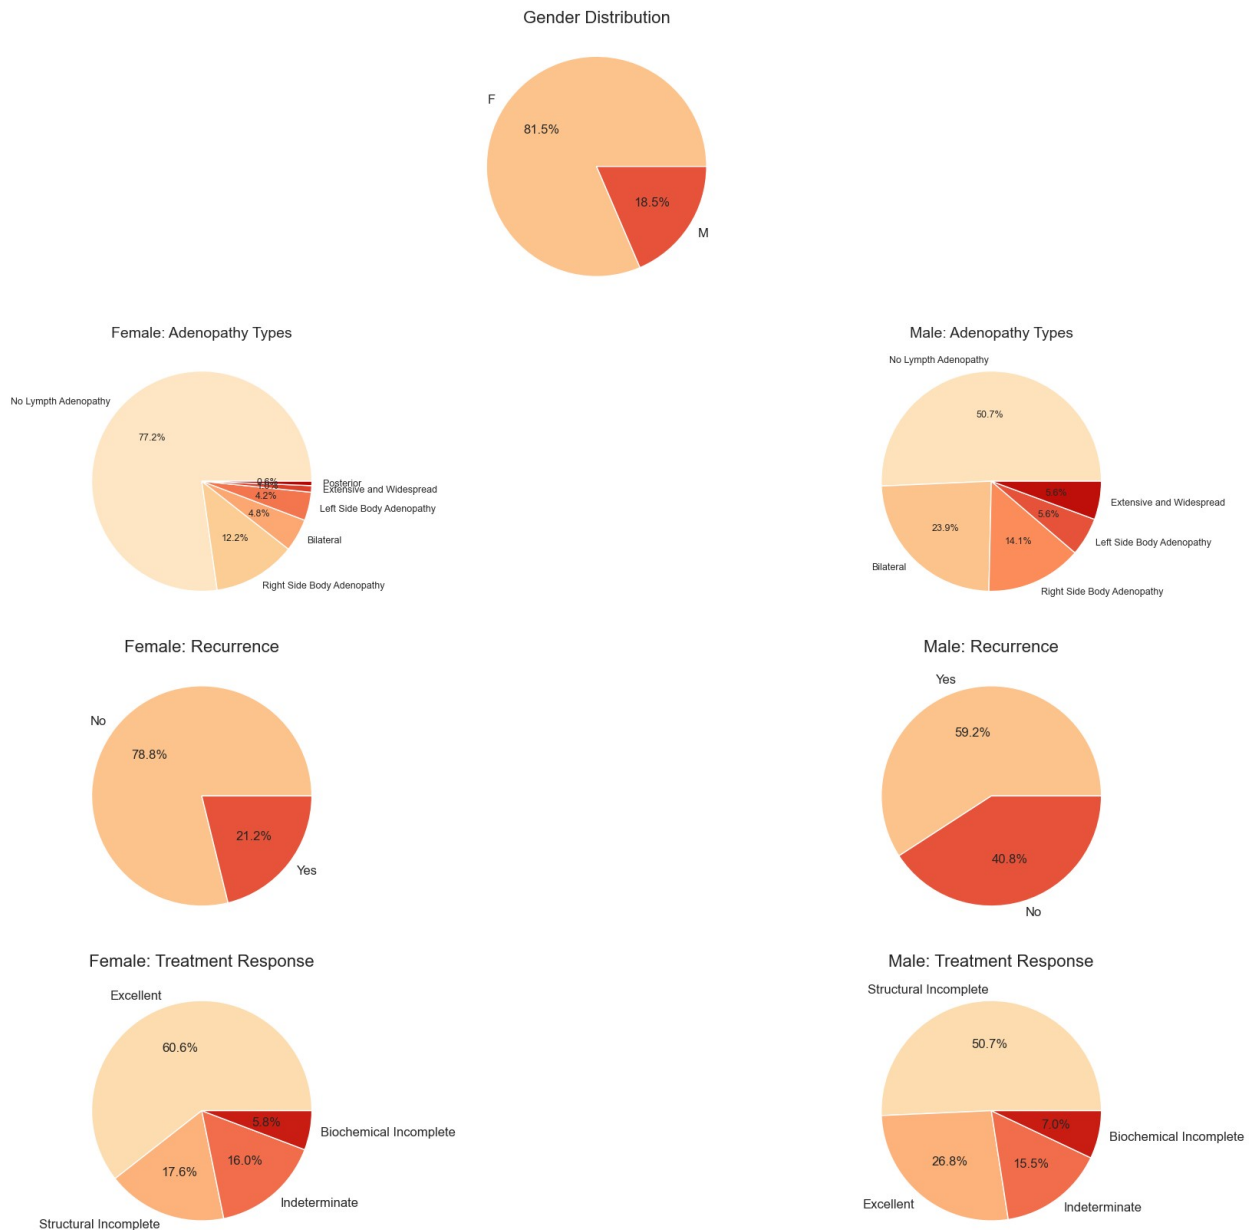 Gender Distribution
F
81.5%
18.5%
M
Female: Adenopathy Types
No Lympth Adenopathy
77.2%
0.6%
Posterior
Extensive and Widespread
4.2%
Left Side Body Adenopathy
4.8%
Bilateral
12.2%
Right Side Body Adenopathy
Male: Adenopathy Types
No Lympth Adenopathy
50.7%
5.6%
Extensive and Widespread
5.6%
Left Side Body Adenopathy
23.9%
14.1%
Bilateral
Right Side Body Adenopathy
Female: Recurrence
No
78.8%
21.2%
Yes
Male: Recurrence
Yes
59.2%
40.8%
No
Female: Treatment Response
Excellent
60.6%
5.8%
Biochemical Incomplete
17.6%
16.0%
Indeterminate
Structural Incomplete
Male: Treatment Response
Structural Incomplete
50.7%
7.0%
Biochemical Incomplete
26.8%
15.5%
Excellent
Indeterminate